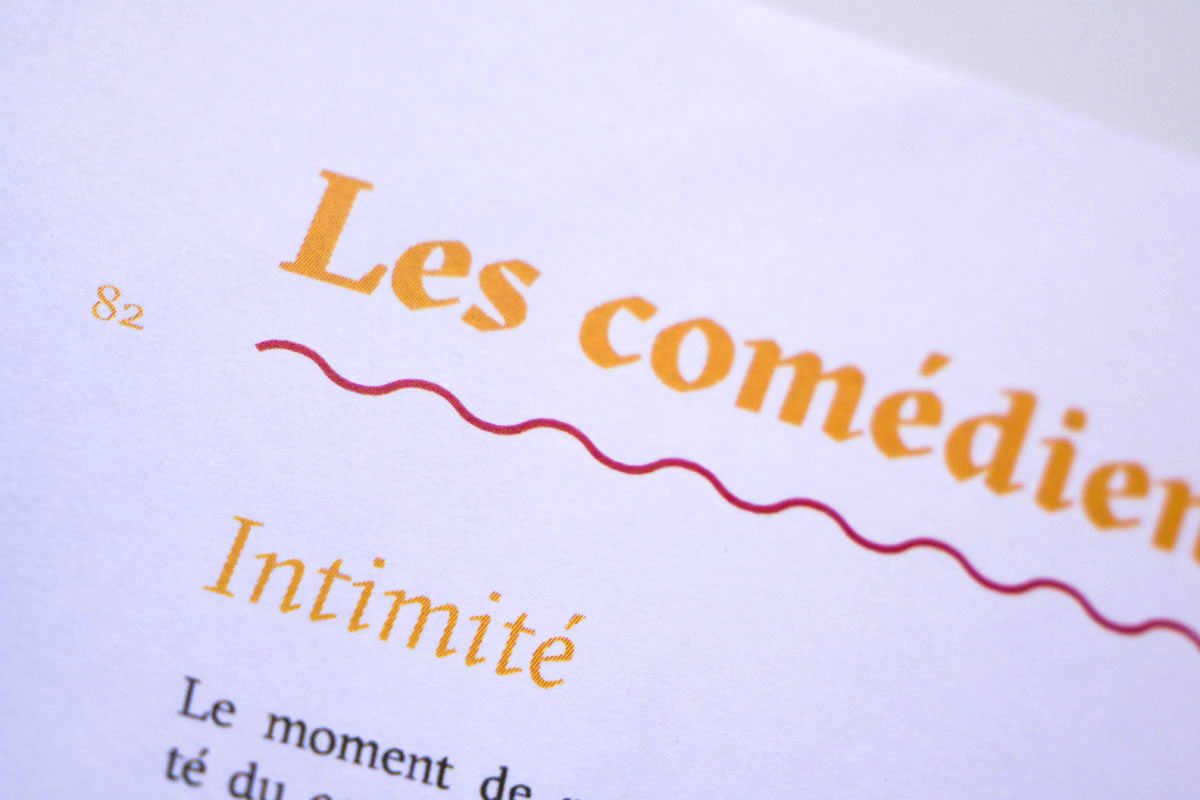 82
Les comédien
Intimité
Le moment de
té du